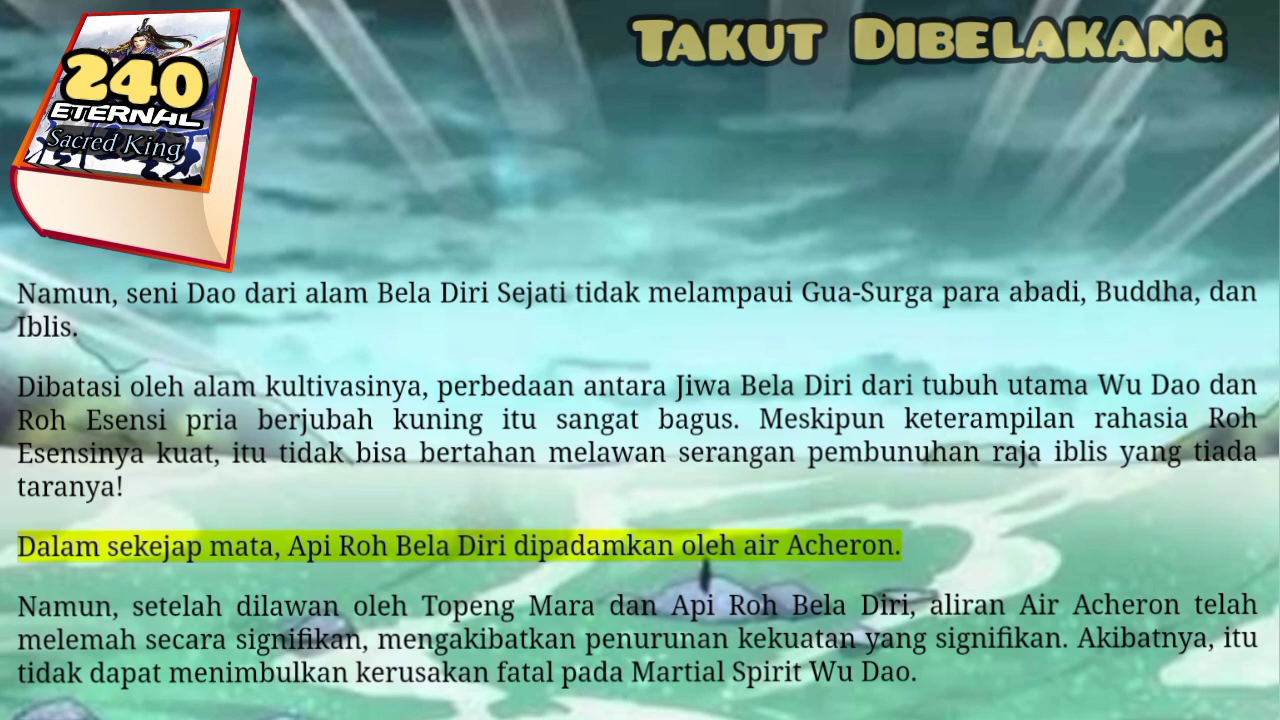 Takut Dibelakang
240
ETERNAL
Sacred King
Namun, seni Dao dari alam Bela Diri Sejati tidak melampaui Gua-Surga para abadi, Buddha, dan
Iblis.
Dibatasi oleh alam kultivasinya, perbedaan antara Jiwa Bela Diri dari tubuh utama Wu Dao dan
Roh Esensi pria berjubah kuning itu sangat bagus. Meskipun keterampilan rahasia Roh
Esensinya kuat, itu tidak bisa bertahan melawan serangan pembunuhan raja iblis yang tiada
taranya!
Dalam sekejap mata, Api Roh Bela Diri dipadamkan oleh air Acheron.
Namun, setelah dilawan oleh Topeng Mara dan Api Roh Bela Diri, aliran Air Acheron telah
melemah secara signifikan, mengakibatkan penurunan kekuatan yang signifikan. Akibatnya, itu
tidak dapat menimbulkan kerusakan fatal pada Martial Spirit Wu Dao.